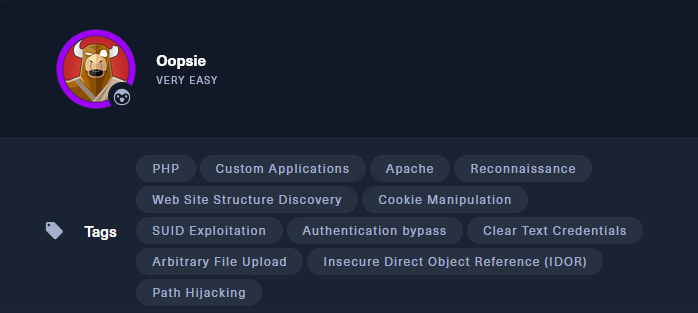 Oopsie
VERY EASY
PHP Custom Applications Apache Reconnaissance
Web Site Structure Discovery Cookie Manipulation
Tags SUID Exploitation Authentication bypass Clear Text Credentials
Arbitrary File Upload Insecure Direct Object Reference (IDOR)
Path Hijacking